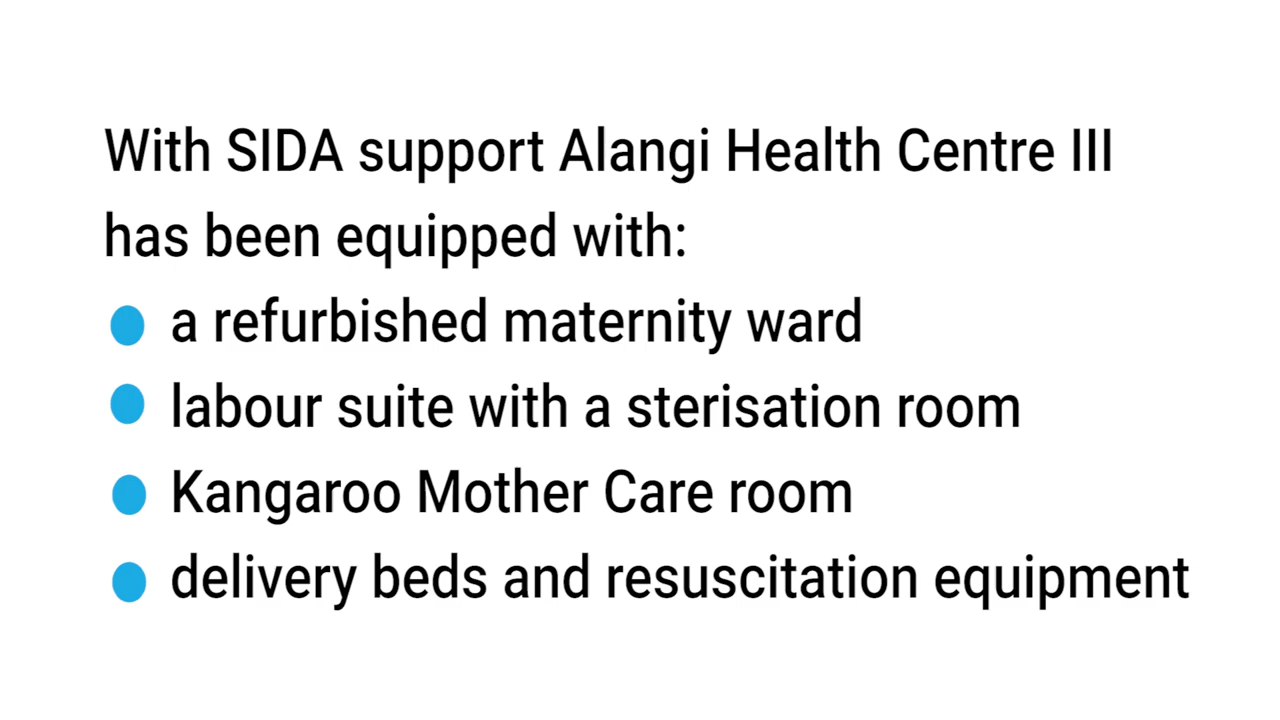 With SIDA support Alangi Health Centre III
has been equipped with:
a refurbished maternity ward
labour suite with a sterisation room
Kangaroo Mother Care room
delivery beds and resuscitation equipment